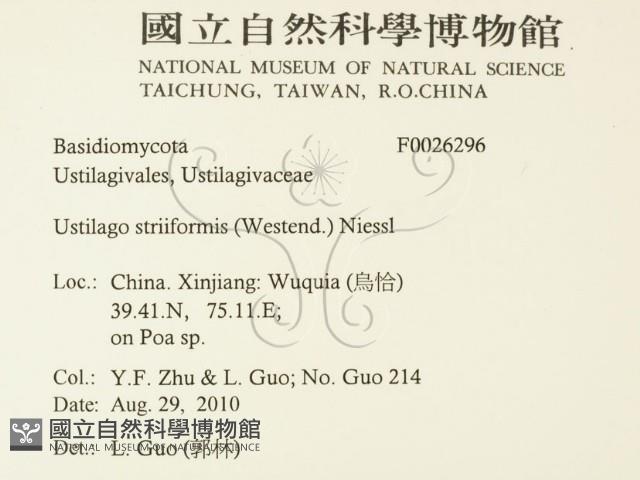 國立自然科學博物館
NATIONAL MUSEUM OF NATURAL SCIENCE
TAICHUNG, TAIWAN, R.O.CHINA
Basidiomycota F0026296
Ustilagivales, Ustilagivaceae
Ustilago striiformis (Westend.) Niessl
Loc.: China. Xinjiang: Wuquia (烏恰)
39.41.N, 75.11.E;
on Poa sp.
Col.: Y.F. Zhu & L. Guo; No. Guo 214
Date: Aug. 29, 2010
國立自然科學博物館
NATIONAL MUSEUM OF NATURAL SCIENCE
Det.: L. Guo (郭林)